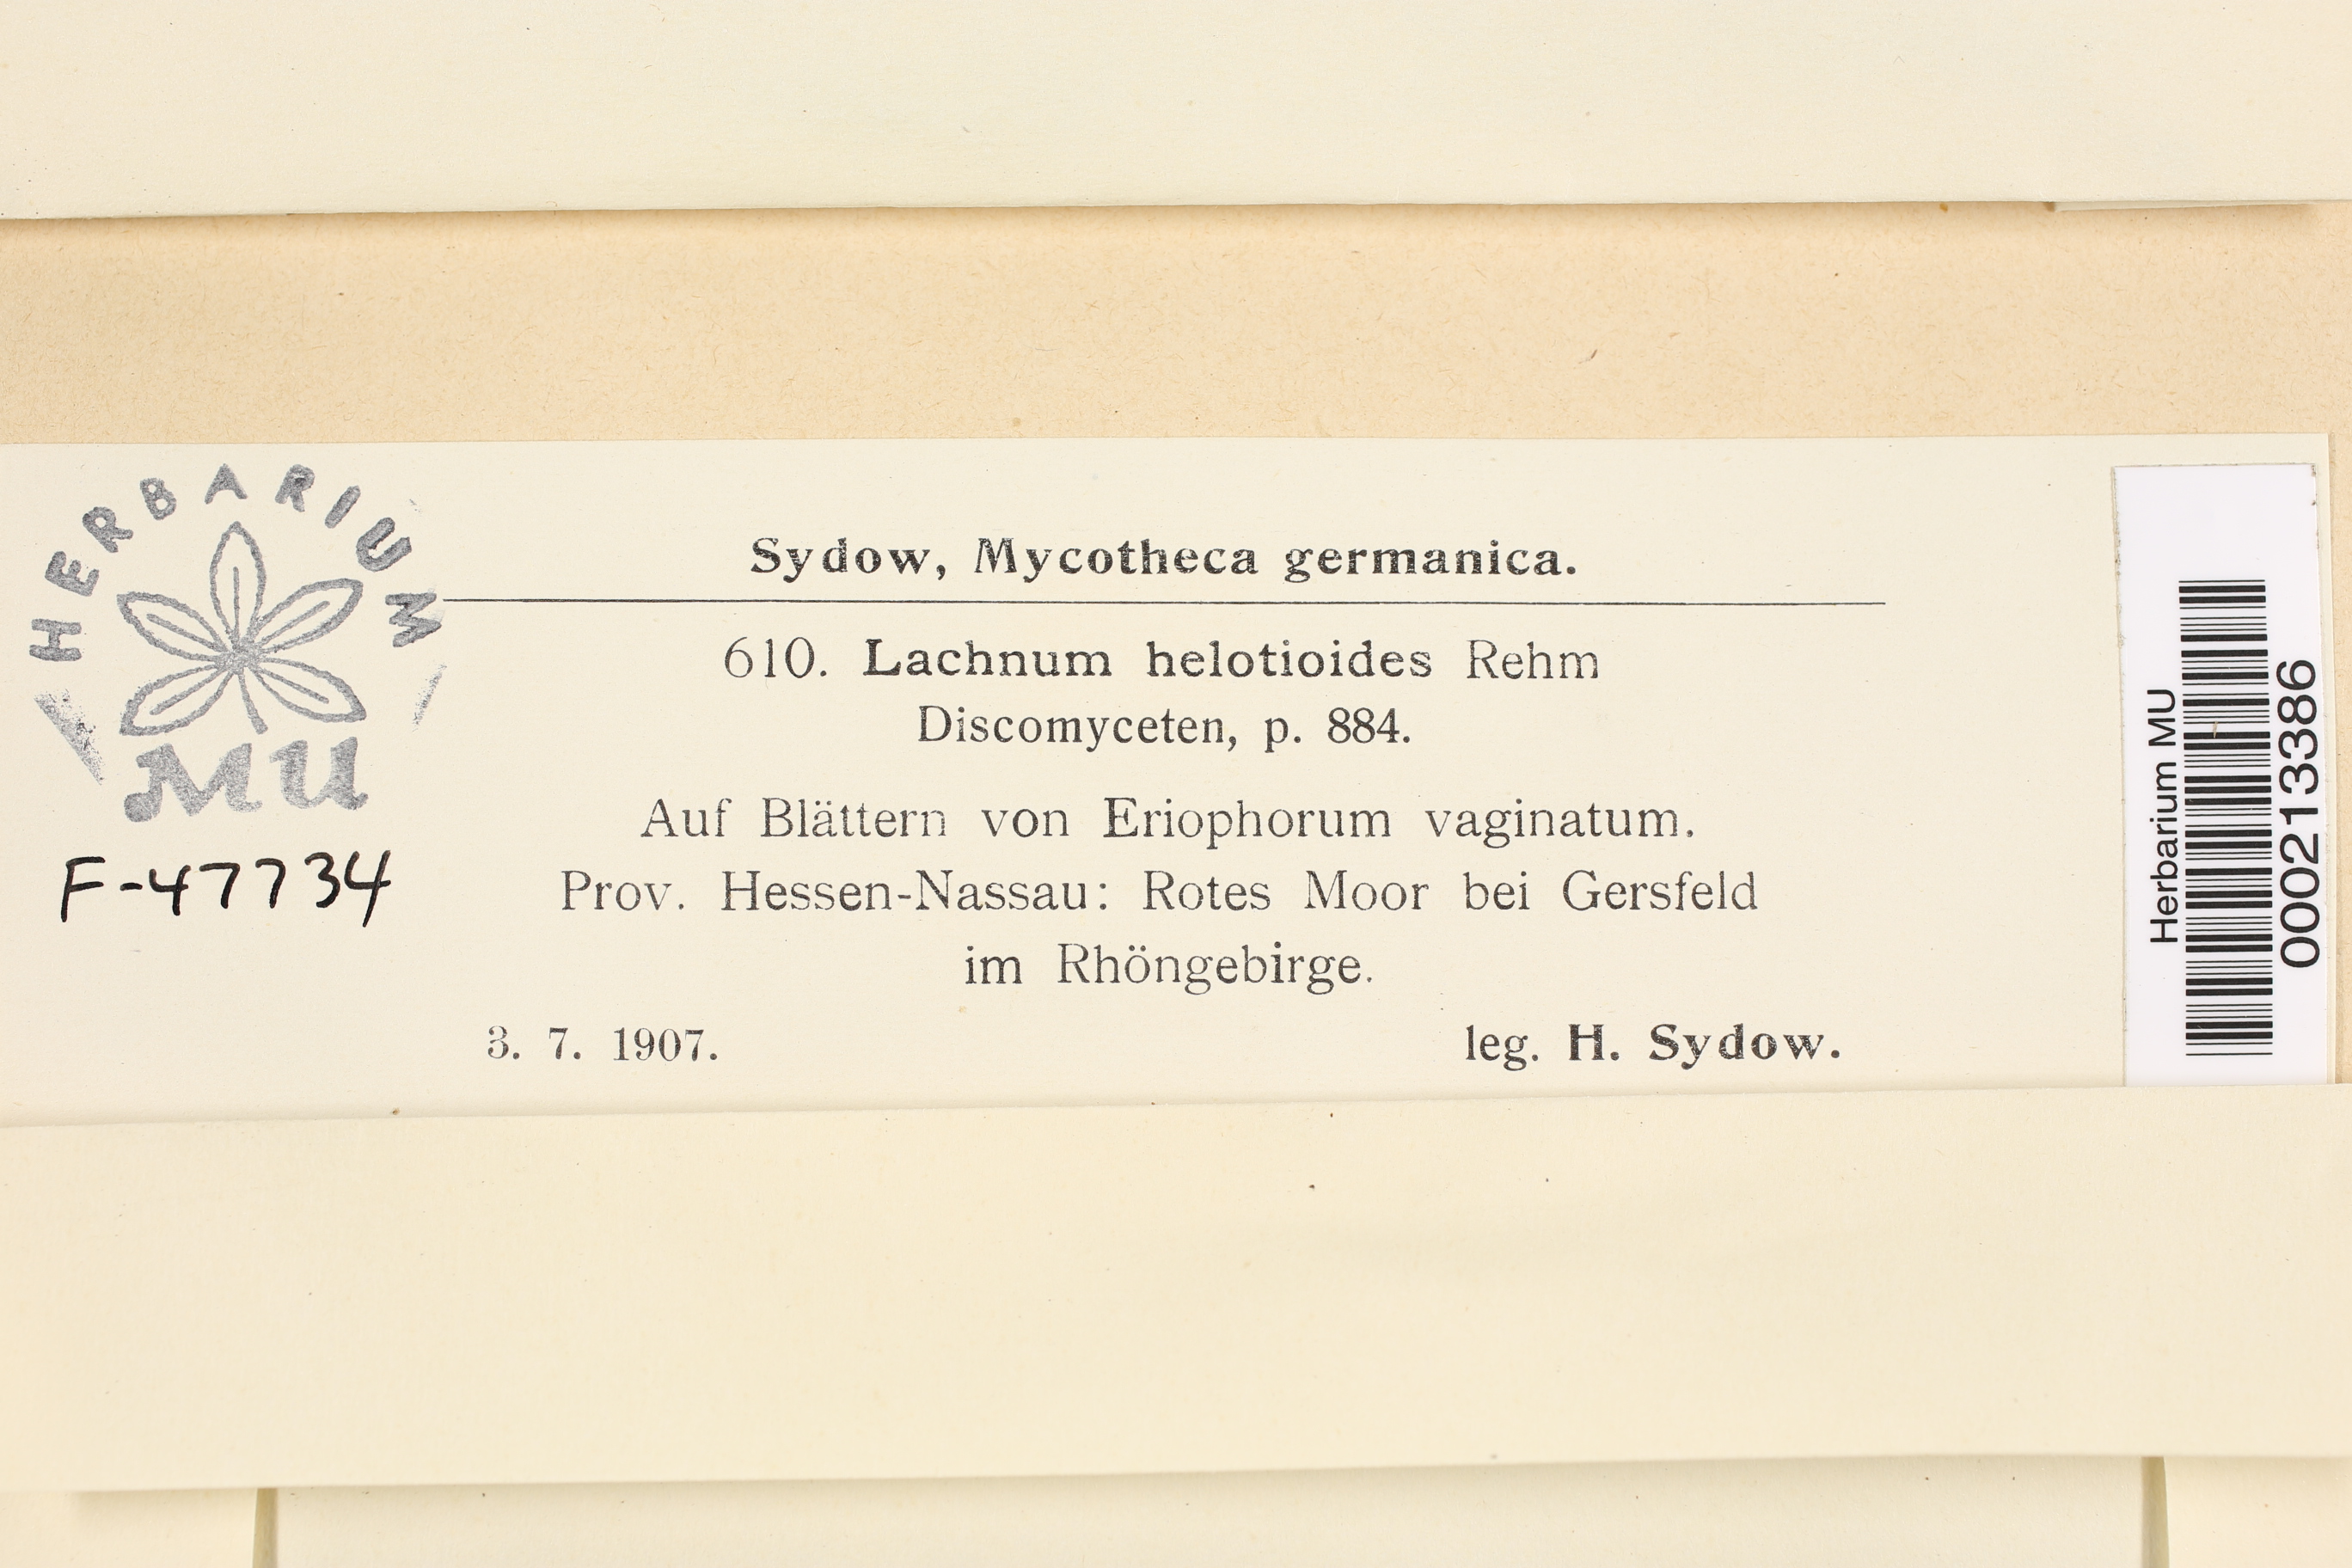 HERBARIUM
MU
F-47734
Sydow, Mycotheca germanica.
610. Lachnum helotioides Rehm
Discomyceten, p. 884.
Auf Blättern von Eriophorum vaginatum.
Prov. Hessen-Nassau: Rotes Moor bei Gersfeld
im Rhöngebirge.
3. 7. 1907.
leg. H. Sydow.
Herbarium MU
000213386